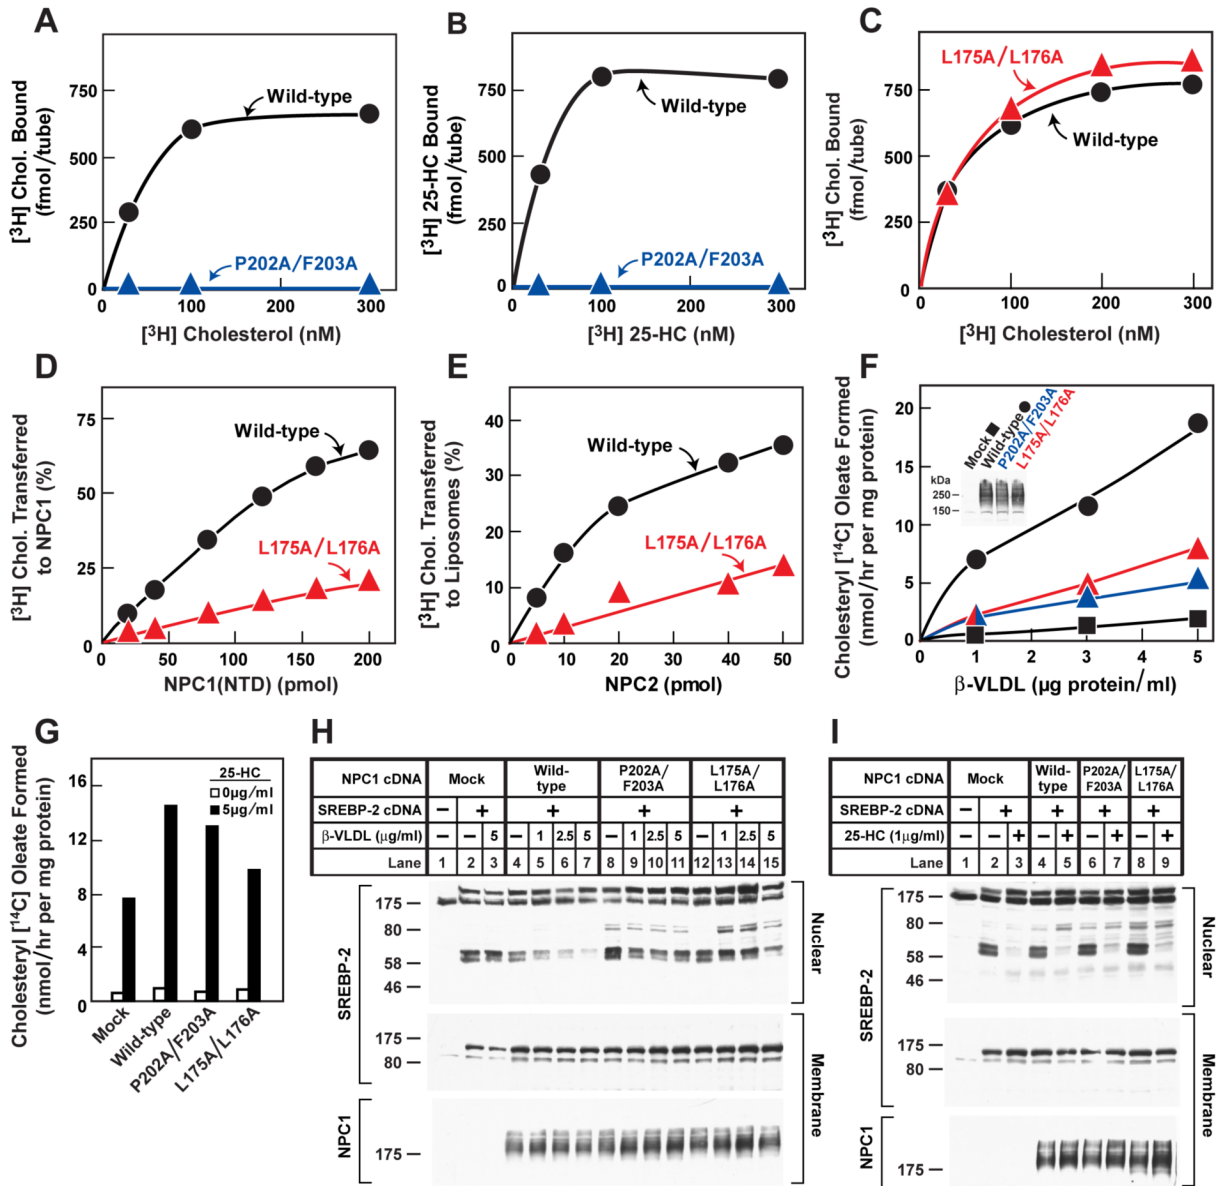 A
[³H] Chol. Bound
(fmol/tube)
750
500
250
0
Wild-type
P202A/F203A
0
100
200
300
[³H] Cholesterol (nM)
B
[³H] 25-HC Bound
(fmol/tube)
750
500
250
0
Wild-type
P202A/F203A
0
100
200
300
[³H] 25-HC (nM)
C
[³H] Chol. Bound
(fmol/tube)
750
500
250
0
L175A/L176A
Wild-type
0
100
200
300
[³H] Cholesterol (nM)
D
[³H] Chol. Transferred
to NPC1 (%)
75
50
25
0
Wild-type
L175A/L176A
0
50
100
150
200
NPC1(NTD) (pmol)
E
[³H] Chol. Transferred
to Liposomes (%)
40
30
20
10
0
Wild-type
L175A/L176A
0
10
20
30
40
50
NPC2 (pmol)
F
Cholesteryl [¹⁴C] Oleate Formed
(nmol/hr per mg protein)
20
15
10
5
0
Mock
Wild-type
P202A/F203A
L175A/L176A
kDa
250
150
0
1
2
3
4
5
β-VLDL (μg protein/ml)
G
Cholesteryl [¹⁴C] Oleate Formed
(nmol/hr per mg protein)
16
12
8
4
0
25-HC
0μg/ml
5μg/ml
Mock
Wild-type
P202A/F203A
L175A/L176A
H
NPC1 cDNA Mock Wild-type P202A/F203A L175A/L176A
SREBP-2 cDNA – + + + +
β-VLDL (μg/ml) – – 5 – 1 2.5 5 – 1 2.5 5 – 1 2.5 5
Lane 1 2 3 4 5 6 7 8 9 10 11 12 13 14 15
SREBP-2
175
80
58
46
Nuclear
175
80
Membrane
NPC1
175
I
NPC1 cDNA Mock Wild-type P202A/F203A L175A/L176A
SREBP-2 cDNA – + + + +
25-HC (1μg/ml) – – + – + – + – +
Lane 1 2 3 4 5 6 7 8 9
SREBP-2
175
80
58
46
Nuclear
175
80
Membrane
NPC1
175